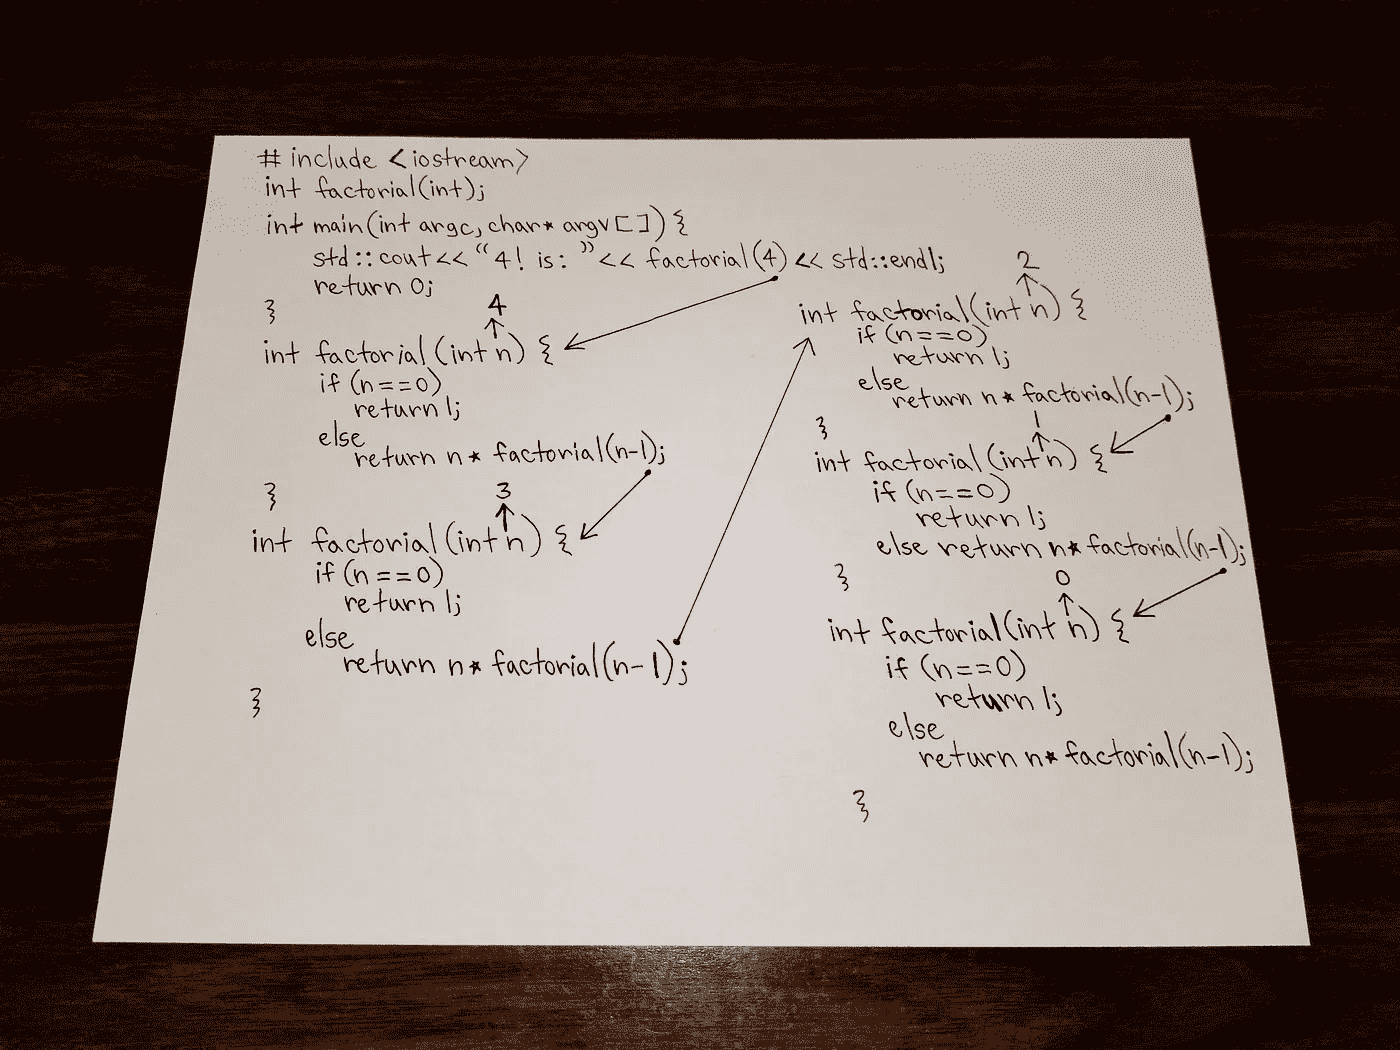 # include <iostream>
int factorial(int);
int main(int argc, char* argv[]) {
std::cout << "4! is: " << factorial(4) << std::endl;
return 0;
}
4
↑
int factorial (int n) {
if (n==0)
return 1;
else
return n* factorial(n-1);
}
3
↑
int factorial (int n) {
if (n==0)
return 1;
else
return n* factorial(n-1);
}
2
↑
int factorial(int n) {
if (n==0)
return 1;
else
return n* factorial(n-1);
}
1
↑
int factorial (int n) {
if (n==0)
return 1;
else return n* factorial(n-1);
}
0
↑
int factorial(int n) {
if (n==0)
return 1;
else
return n* factorial(n-1);
}